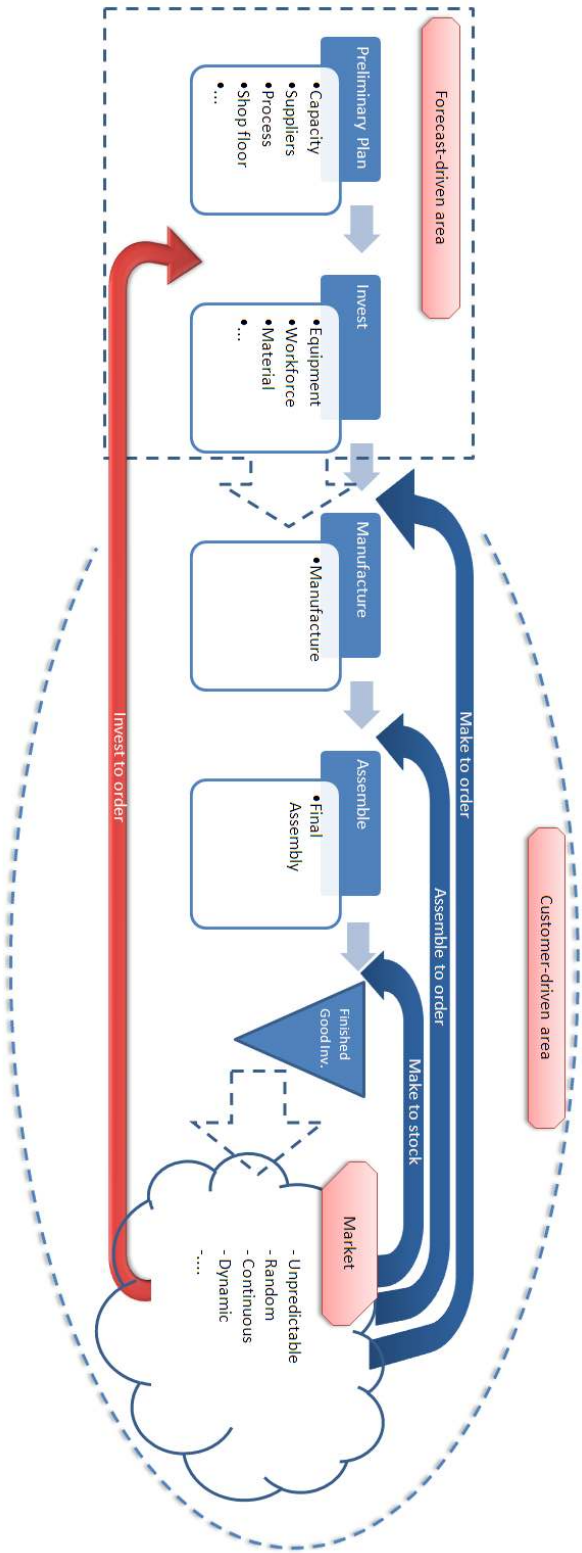 Forecast-driven area
Customer-driven area
Make to order
Assemble to order
Make to stock
Preliminary Plan
•Capacity
•Suppliers
•Process
•Shop floor
•...
Invest
•Equipment
•Workforce
•Material
•...
Manufacture
•Manufacture
Assemble
•Final
Assembly
Finished
Good Inv.
Market
- Unpredictable
- Random
- Continuous
- Dynamic
-....
Invest to order